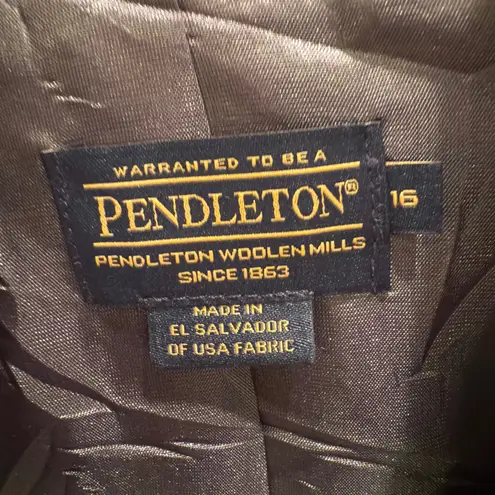 WARRANTED TO BE A
PENDLETON®
16
PENDLETON WOOLEN MILLS
SINCE 1863
MADE IN
EL SALVADOR
OF USA FABRIC